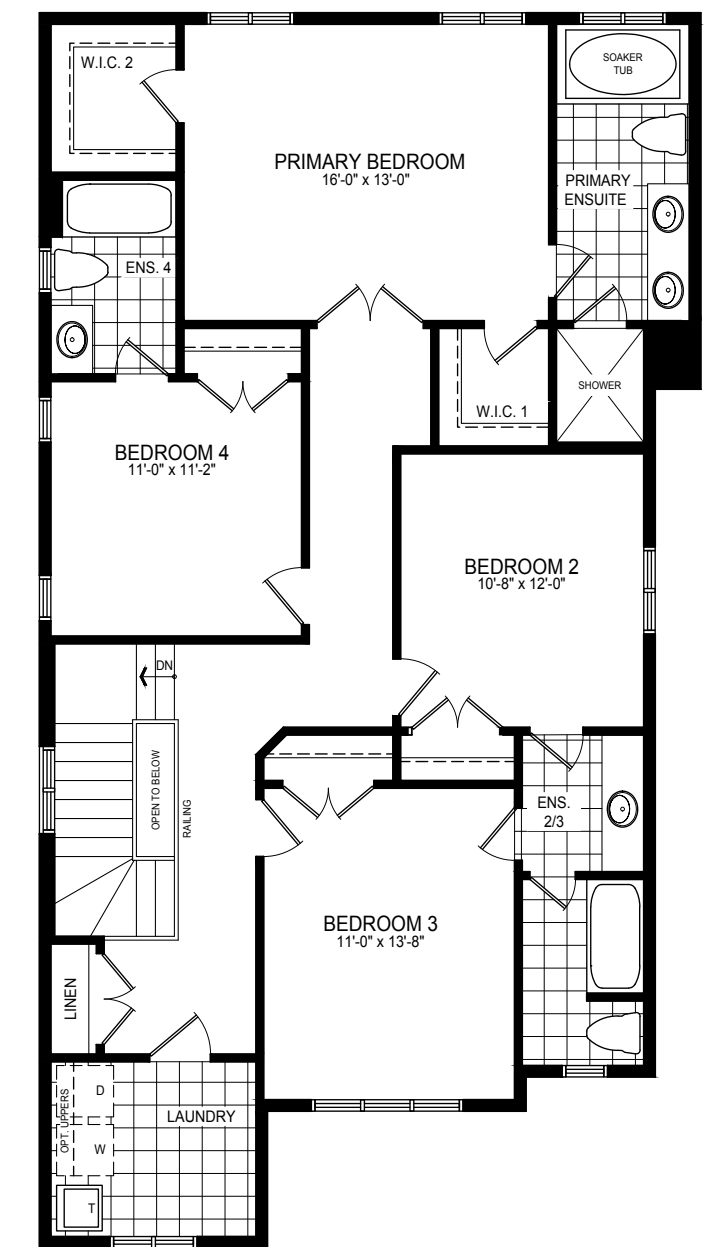 W.I.C. 2
SOAKER
TUB
PRIMARY BEDROOM
16'-0" x 13'-0"
PRIMARY
ENSUITE
ENS. 4
SHOWER
W.I.C. 1
BEDROOM 4
11'-0" x 11'-2"
BEDROOM 2
10'-8" x 12'-0"
DN
OPEN TO BELOW
RAILING
ENS.
2/3
BEDROOM 3
11'-0" x 13'-8"
LINEN
OPT. UPPERS
D
LAUNDRY
W
T